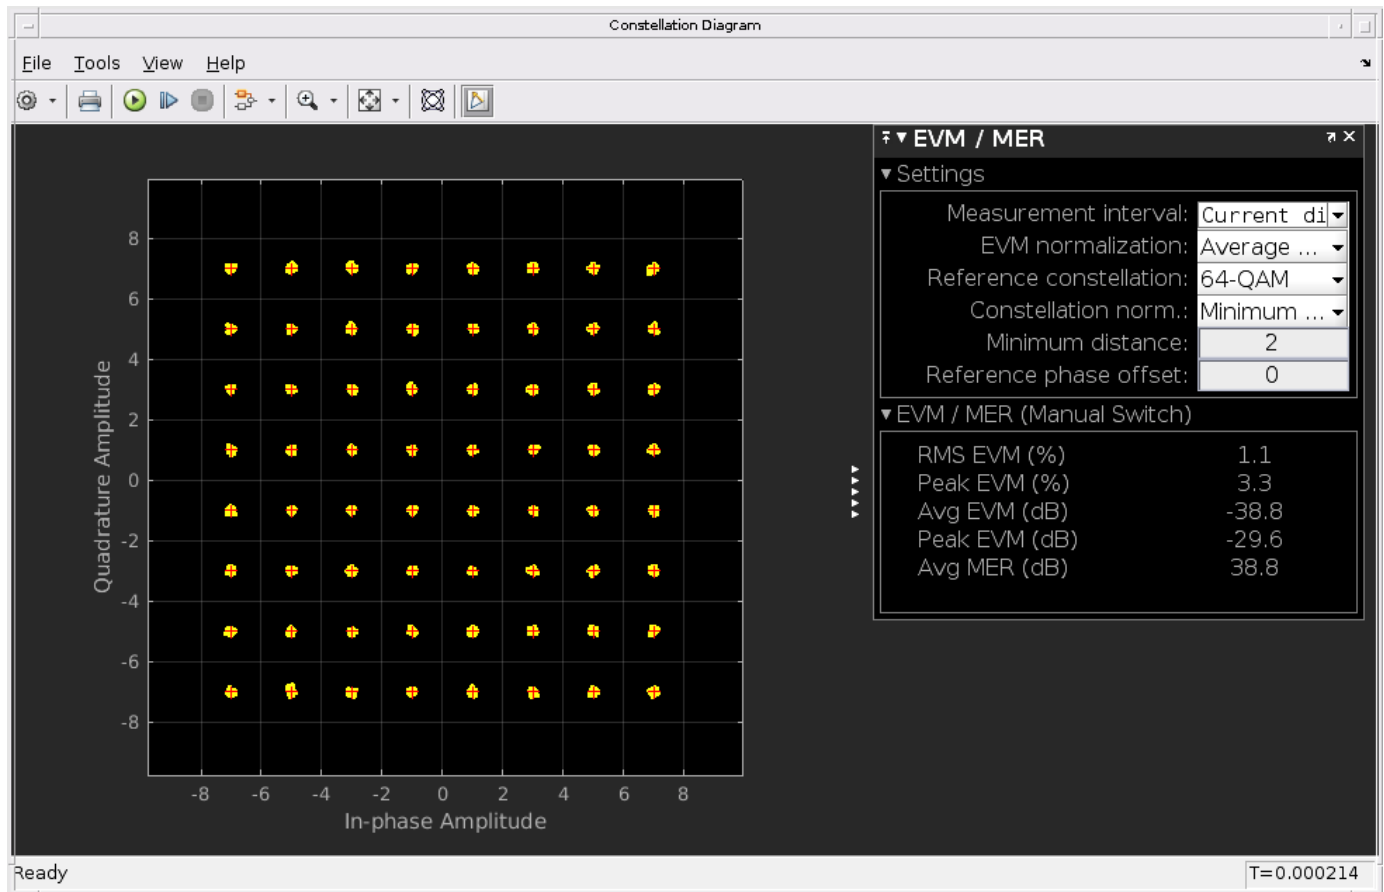 Constellation Diagram
File Tools View Help
EVM / MER
Settings
Measurement interval: Current di
EVM normalization: Average ...
Reference constellation: 64-QAM
Constellation norm.: Minimum ...
Minimum distance: 2
Reference phase offset: 0
EVM / MER (Manual Switch)
RMS EVM (%) 1.1
Peak EVM (%) 3.3
Avg EVM (dB) -38.8
Peak EVM (dB) -29.6
Avg MER (dB) 38.8
Quadrature Amplitude
8
6
4
2
0
-2
-4
-6
-8
-8 -6 -4 -2 0 2 4 6 8
In-phase Amplitude
Ready
T=0.000214